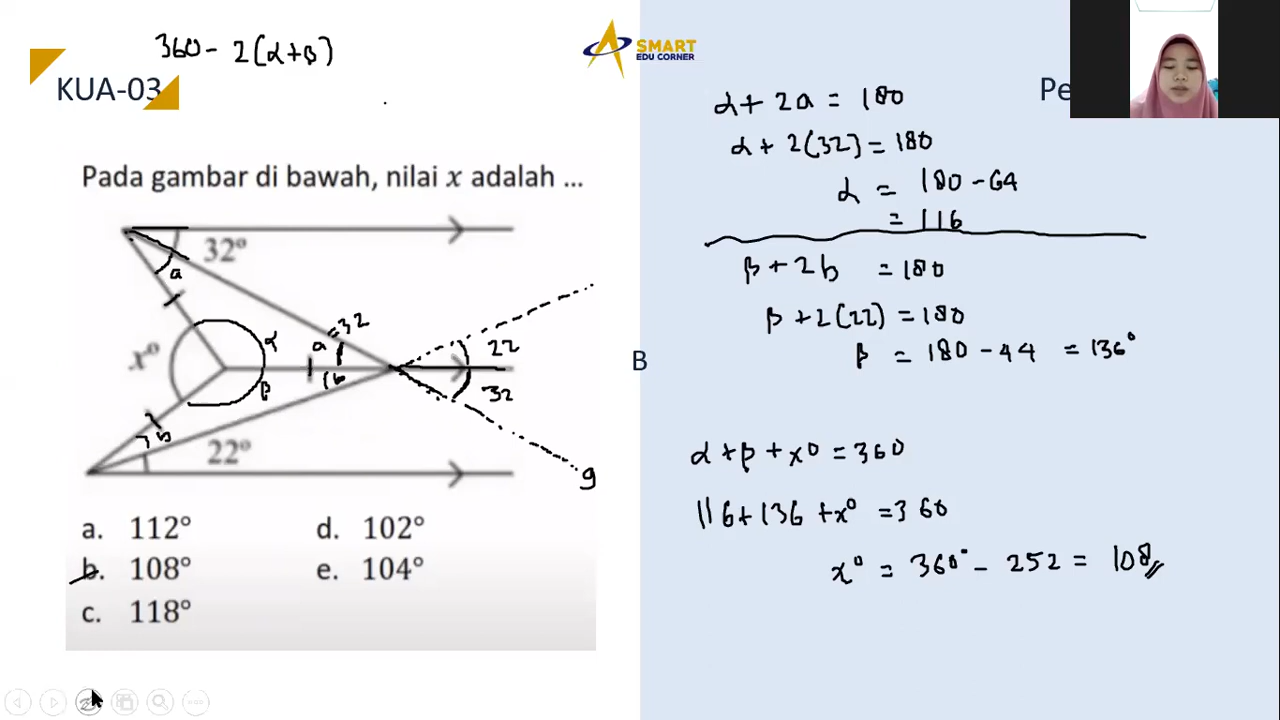 360 - 2(α+β)
SMART
EDU CORNER
KUA-03
Pe
Pada gambar di bawah, nilai x adalah ...
32°
a
= 32
a
α
x°
22
b
β
32
b
22°
g
a. 112°
d. 102°
b. 108°
e. 104°
c. 118°
B
α + 2a = 180
α + 2(32) = 180
α = 180 - 64
= 116
β + 2b = 180
β + 2(22) = 180
β = 180 - 44 = 136°
α + β + x° = 360
116 + 136 + x° = 360
x° = 360° - 252 = 108